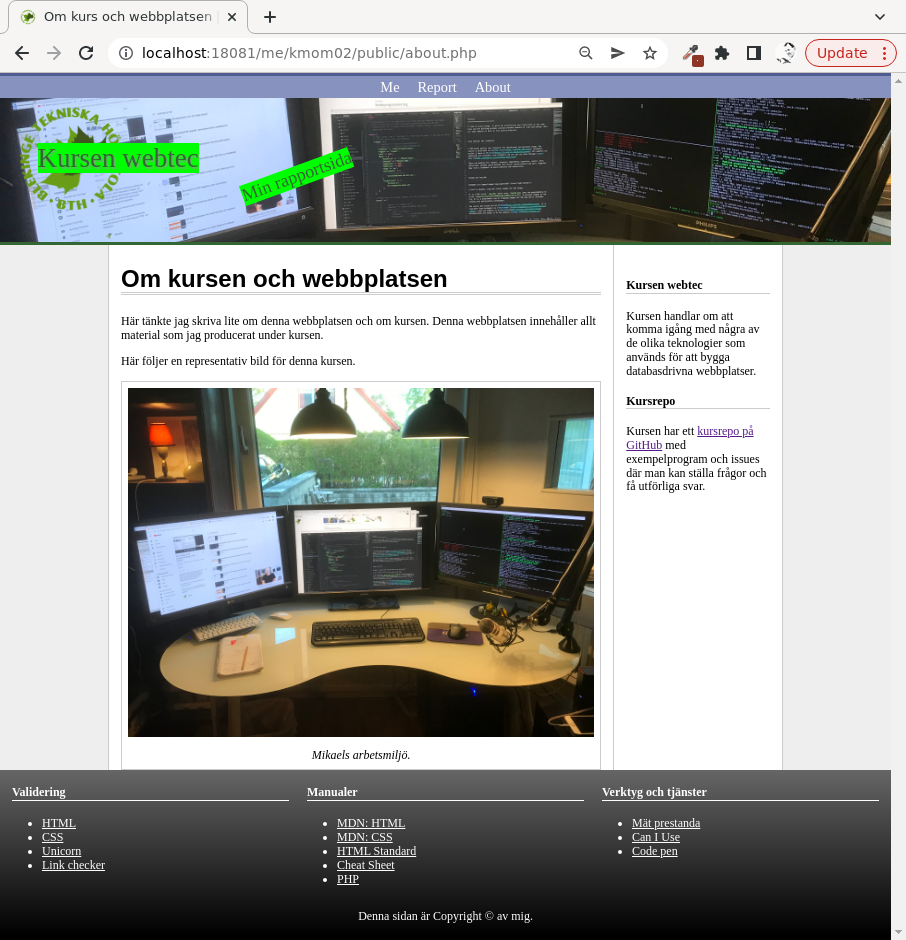 Om kurs och webbplatsen
localhost:18081/me/kmom02/public/about.php
Update
Me Report About
TEKNISKA
BTH
Kursen webtec
Min rapportsida
PHILIPS
Om kursen och webbplatsen
Här tänkte jag skriva lite om denna webbplatsen och om kursen. Denna webbplatsen innehåller allt
material som jag producerat under kursen.
Här följer en representativ bild för denna kursen.
Mikaels arbetsmiljö.
Kursen webtec
Kursen handlar om att
komma igång med några av
de olika teknologier som
används för att bygga
databasdrivna webbplatser.
Kursrepo
Kursen har ett kursrepo på
GitHub med
exempelprogram och issues
där man kan ställa frågor och
få utförliga svar.
Validering
HTML
CSS
Unicorn
Link checker
Manualer
MDN: HTML
MDN: CSS
HTML Standard
Cheat Sheet
PHP
Verktyg och tjänster
Mät prestanda
Can I Use
Code pen
Denna sidan är Copyright © av mig.